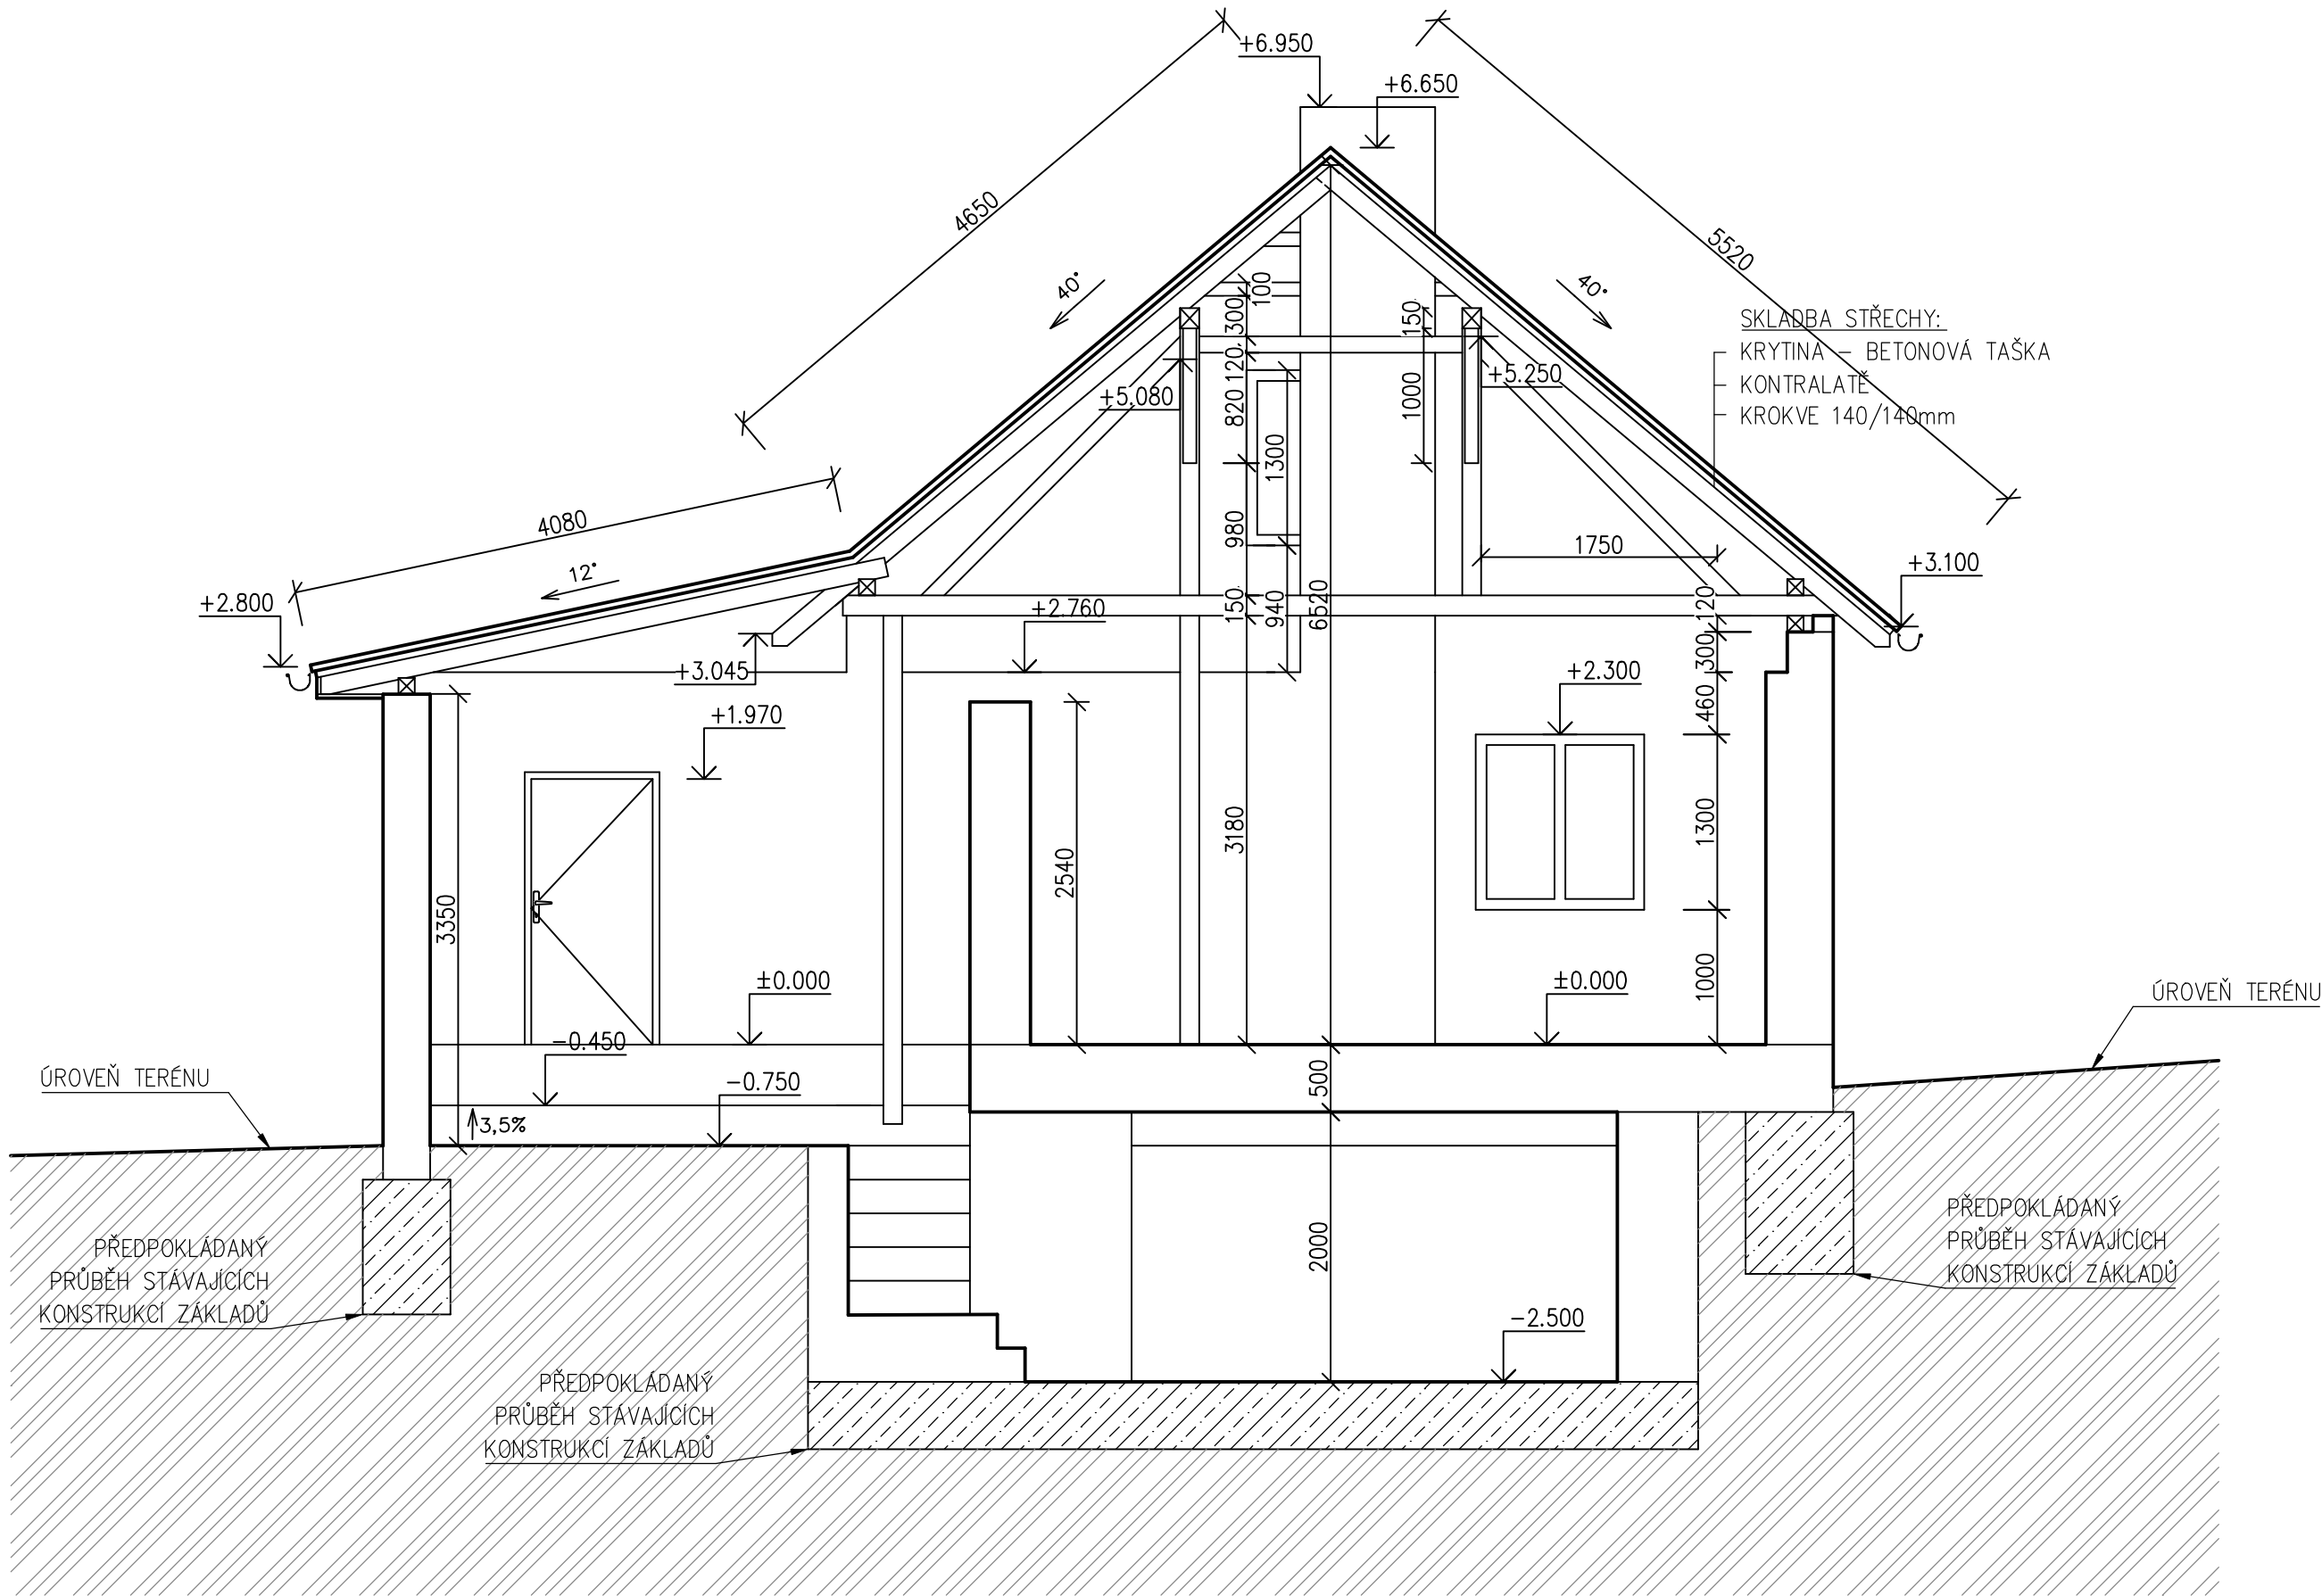 +6.950
+6.650
4650
5520
40°
40°
SKLADBA STŘECHY:
KRYTINA – BETONOVÁ TAŠKA
KONTRALATĚ
KROKVE 140/140mm
100
300
120
820
980
150
3180
1300
940
6520
150
1000
+5.080
+5.250
4080
12°
+2.800
1750
+3.100
+2.760
+3.045
+2.300
+1.970
120
300
460
1300
1000
2540
3350
±0.000
±0.000
-0.450
-0.750
3,5%
500
2000
-2.500
ÚROVEŇ TERÉNU
ÚROVEŇ TERÉNU
PŘEDPOKLÁDANÝ
PRŮBĚH STÁVAJÍCÍCH
KONSTRUKCÍ ZÁKLADŮ
PŘEDPOKLÁDANÝ
PRŮBĚH STÁVAJÍCÍCH
KONSTRUKCÍ ZÁKLADŮ
PŘEDPOKLÁDANÝ
PRŮBĚH STÁVAJÍCÍCH
KONSTRUKCÍ ZÁKLADŮ